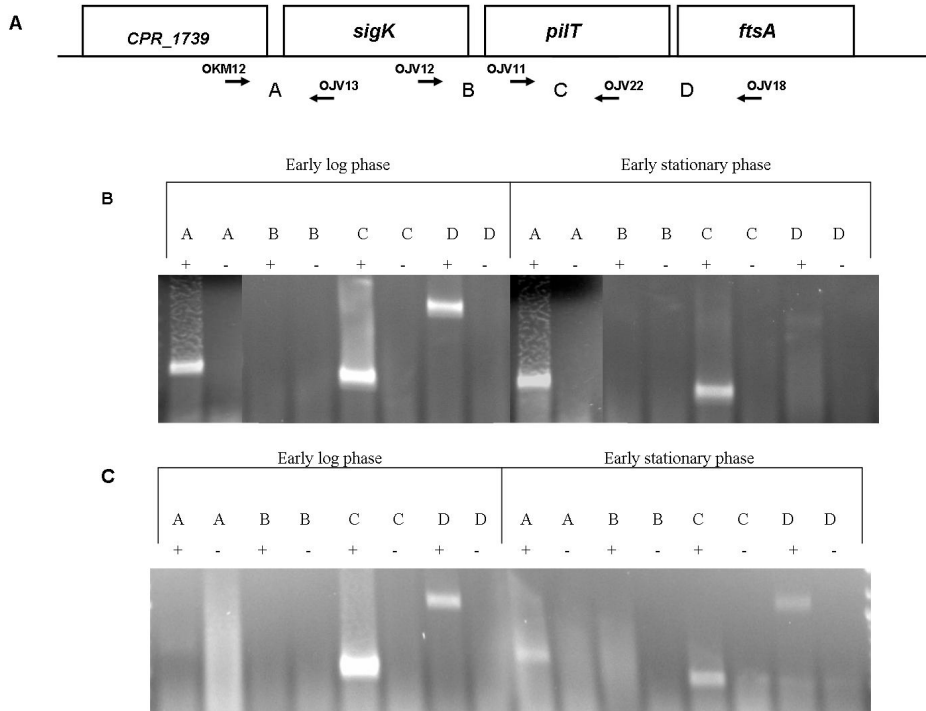 A
CPR_1739 sigK pilT ftsA
OKM12 OJV12 OJV11
A OJV13 B C OJV22 D OJV18
Early log phase Early stationary phase
B
A A B B C C D D A A B B C C D D
+ - + - + - + - + - + - + - + -
Early log phase Early stationary phase
C
A A B B C C D D A A B B C C D D
+ - + - + - + - + - + - + - + -